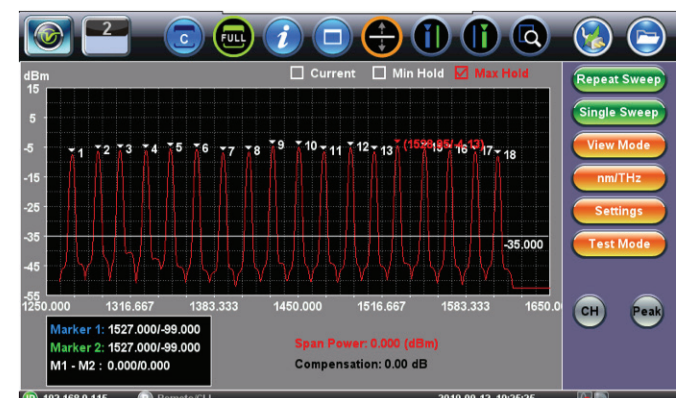 2
C
FULL
i
dBm
Current Min Hold Max Hold
15
5
-5
-15
-25
-35
-45
-55
1 2 3 4 5 6 7 8 9 10 11 12 13 15 16 17 18
-35.000
1250.000 1316.667 1383.333 1450.000 1516.667 1583.333 1650.0
Marker 1: 1527.000/-99.000
Marker 2: 1527.000/-99.000
M1 - M2 : 0.000/0.000
Span Power: 0.000 (dBm)
Compensation: 0.00 dB
Repeat Sweep
Single Sweep
View Mode
nm/THz
Settings
Test Mode
CH Peak